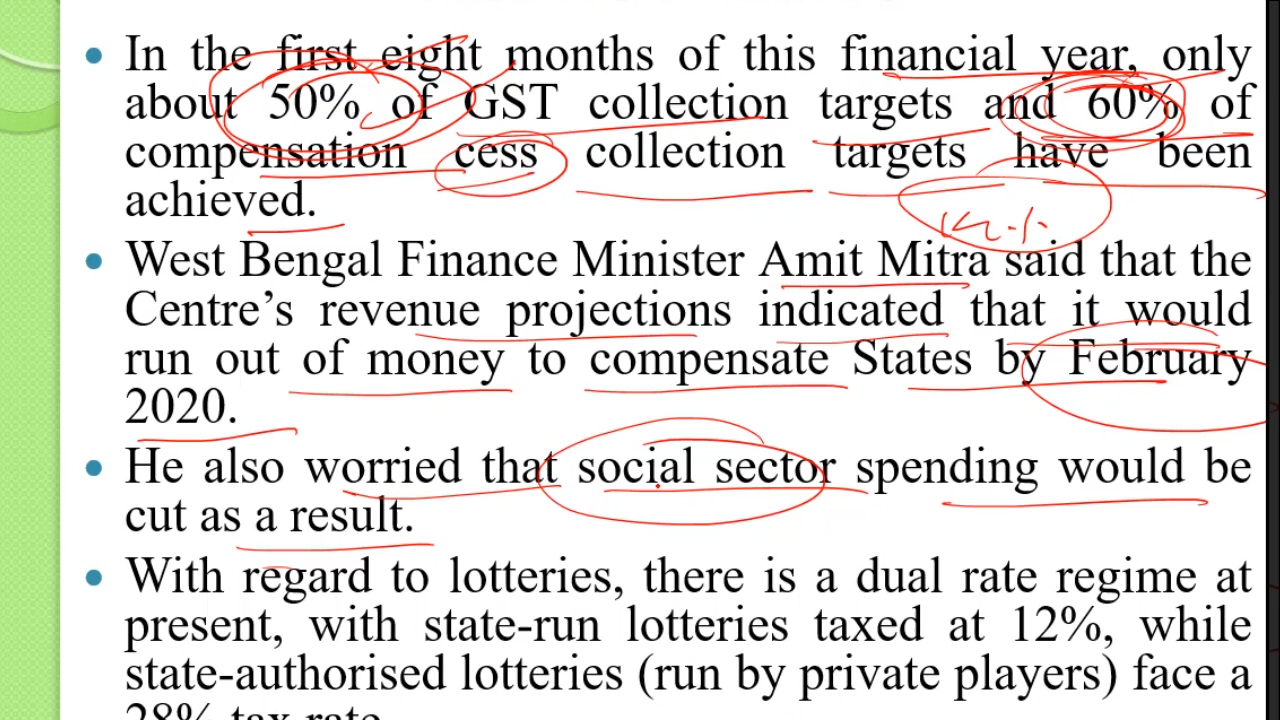 In the first eight months of this financial year, only
about 50% of GST collection targets and 60% of
compensation cess collection targets have been
achieved.
West Bengal Finance Minister Amit Mitra said that the
Centre’s revenue projections indicated that it would
run out of money to compensate States by February
2020.
He also worried that social sector spending would be
cut as a result.
With regard to lotteries, there is a dual rate regime at
present, with state-run lotteries taxed at 12%, while
state-authorised lotteries (run by private players) face a
28% tax rate